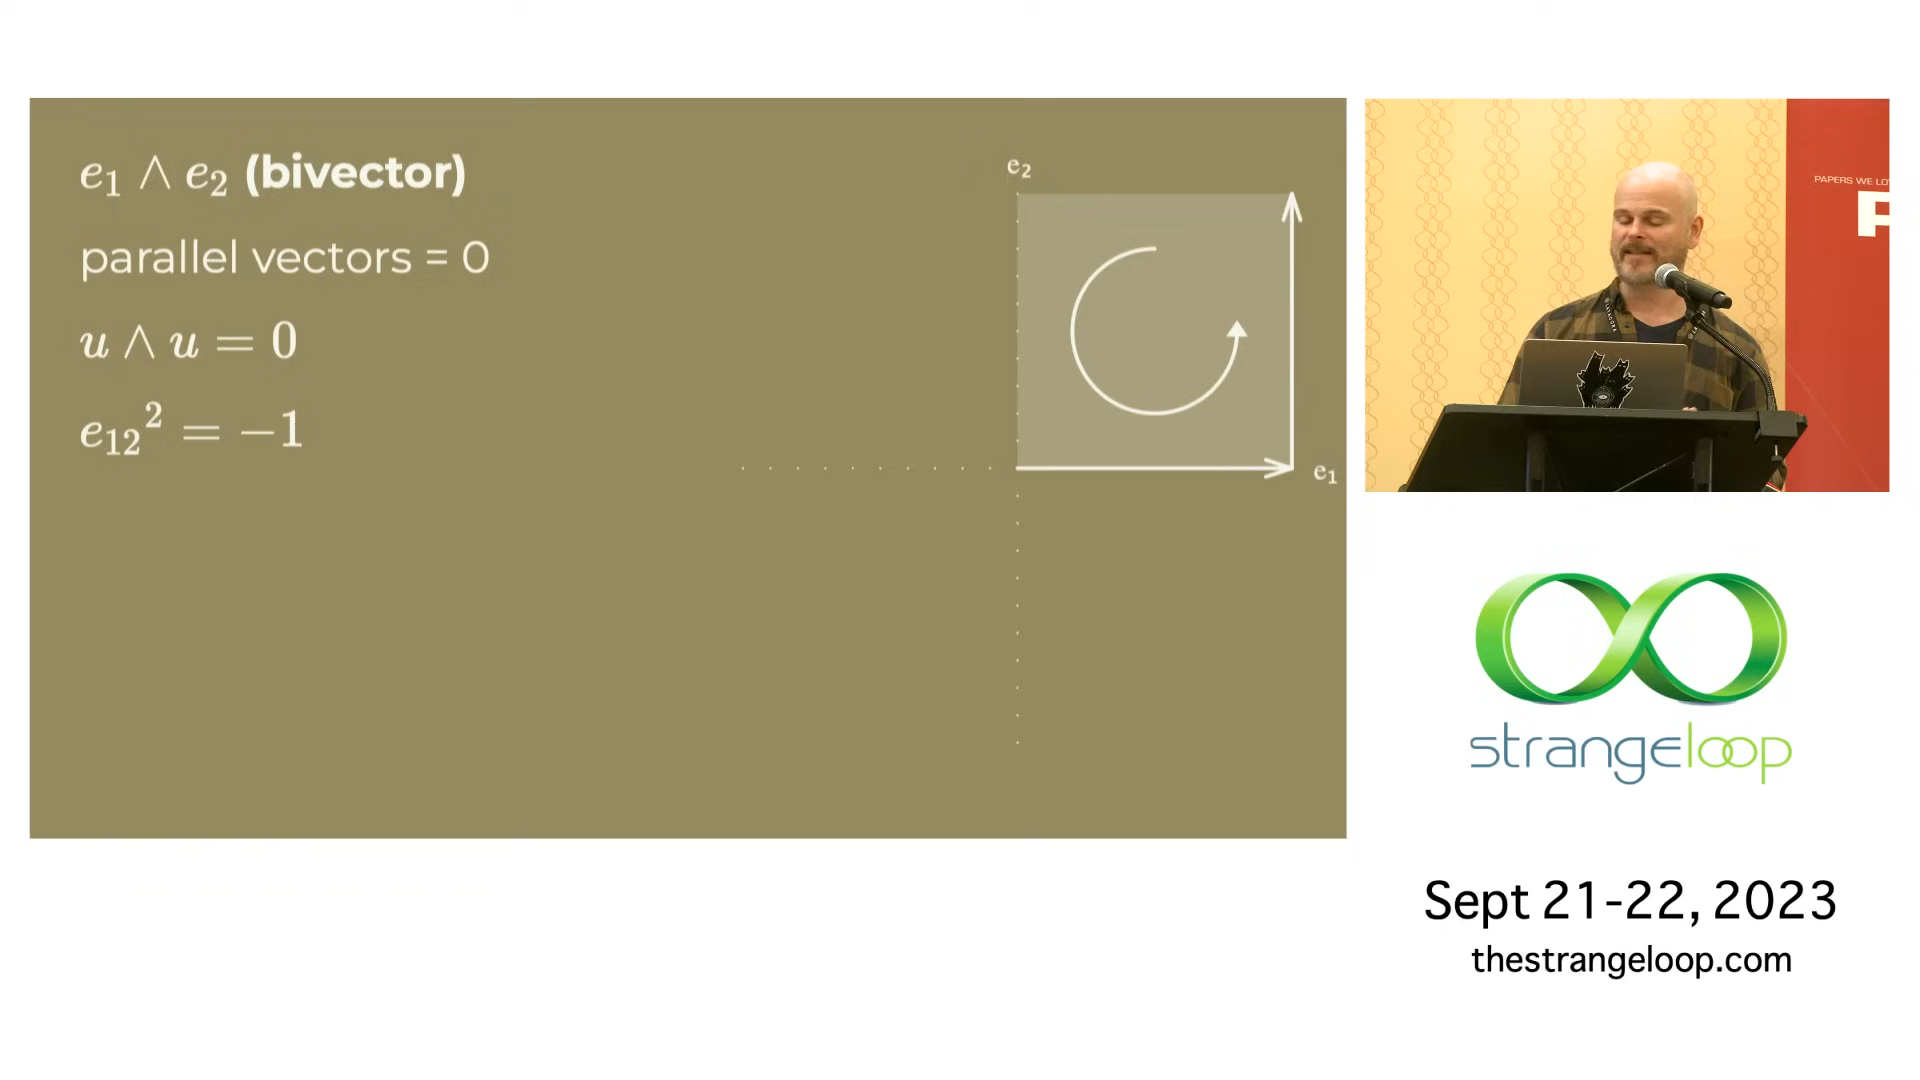 e₁ ∧ e₂ (bivector)
parallel vectors = 0
u ∧ u = 0
e₁₂² = −1
e₂
e₁
PAPERS WE LO
strangeloop
Sept 21-22, 2023
thestrangeloop.com